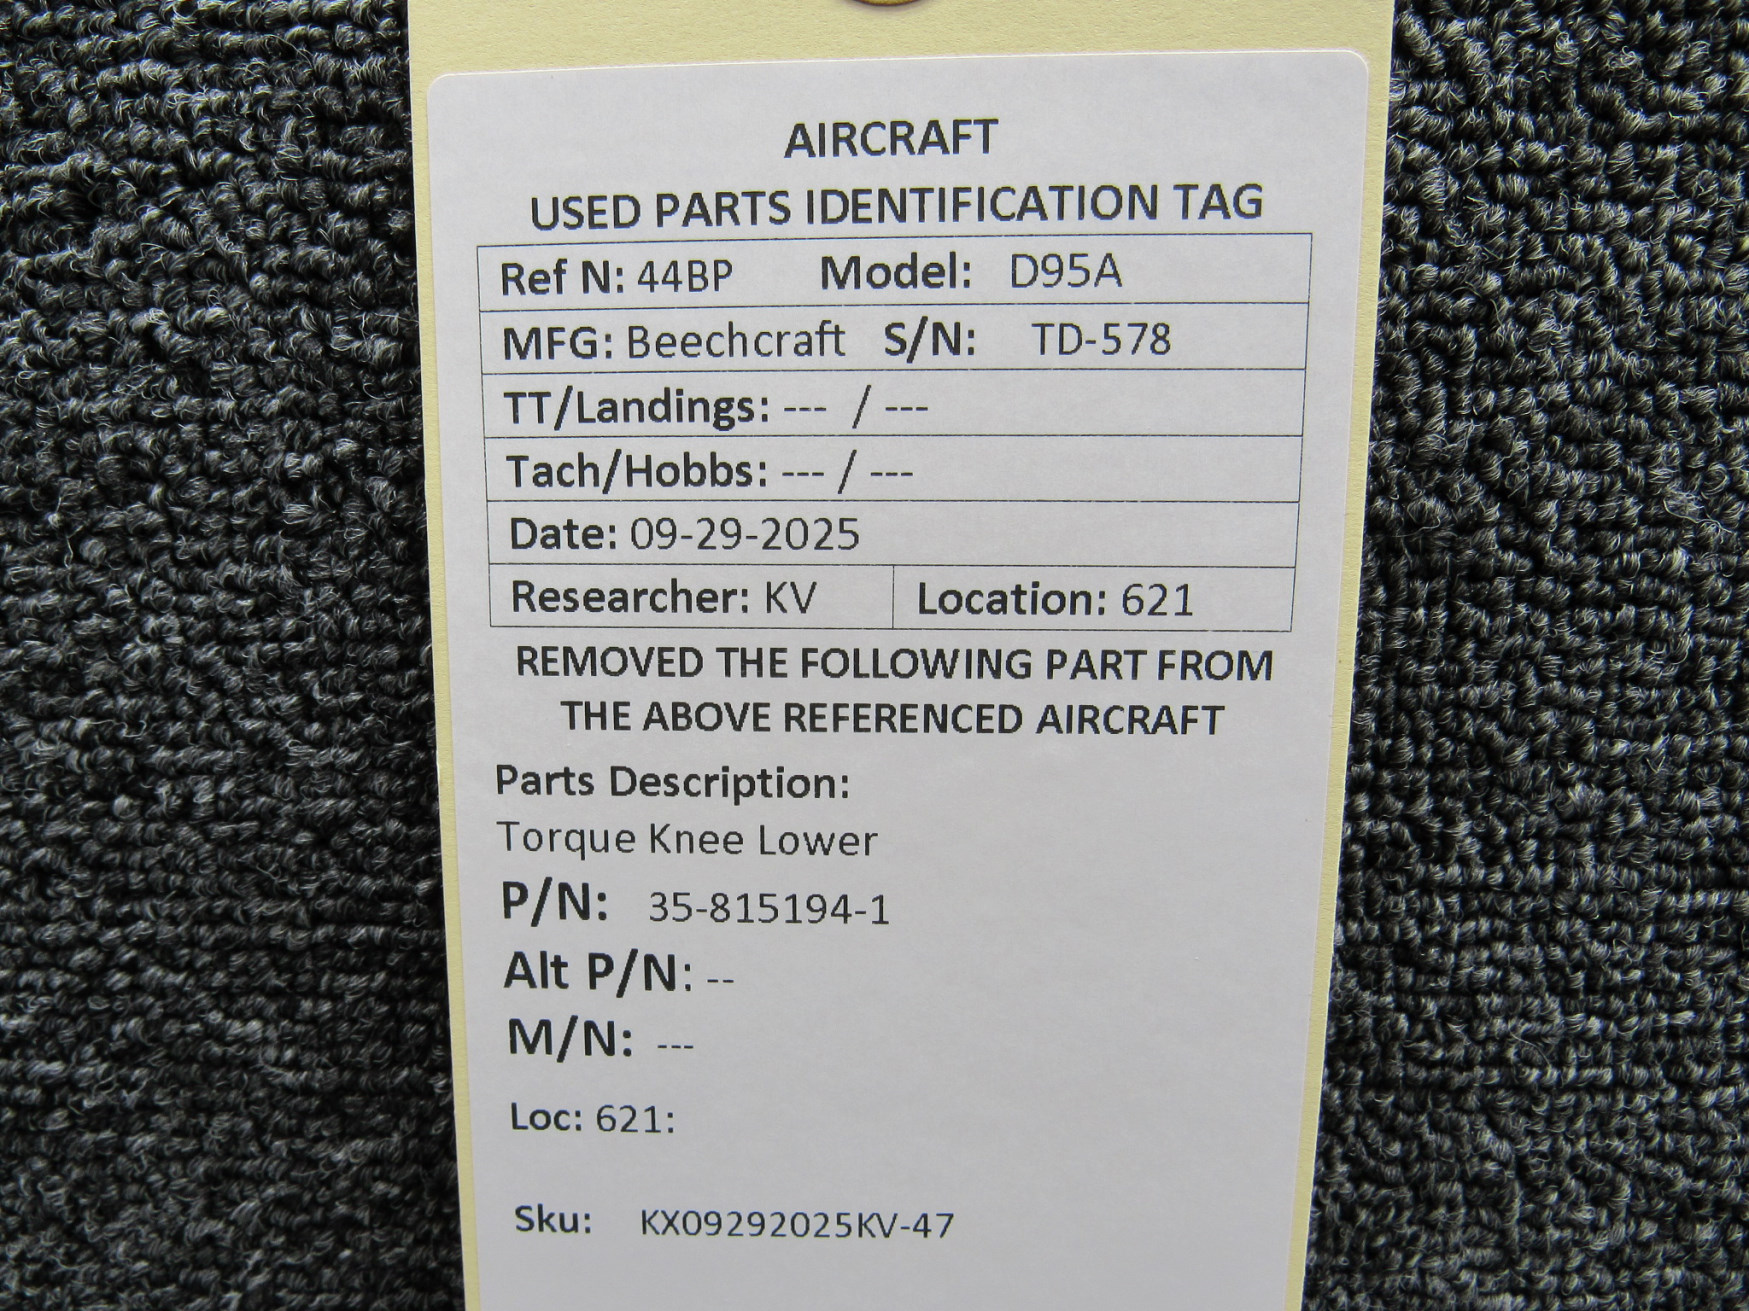 AIRCRAFT
USED PARTS IDENTIFICATION TAG
Ref N: 44BP Model: D95A
MFG: Beechcraft S/N: TD-578
TT/Landings: --- / ---
Tach/Hobbs: --- / ---
Date: 09-29-2025
Researcher: KV Location: 621
REMOVED THE FOLLOWING PART FROM
THE ABOVE REFERENCED AIRCRAFT
Parts Description:
Torque Knee Lower
P/N: 35-815194-1
Alt P/N: --
M/N: ---
Loc: 621:
Sku: KX09292025KV-47